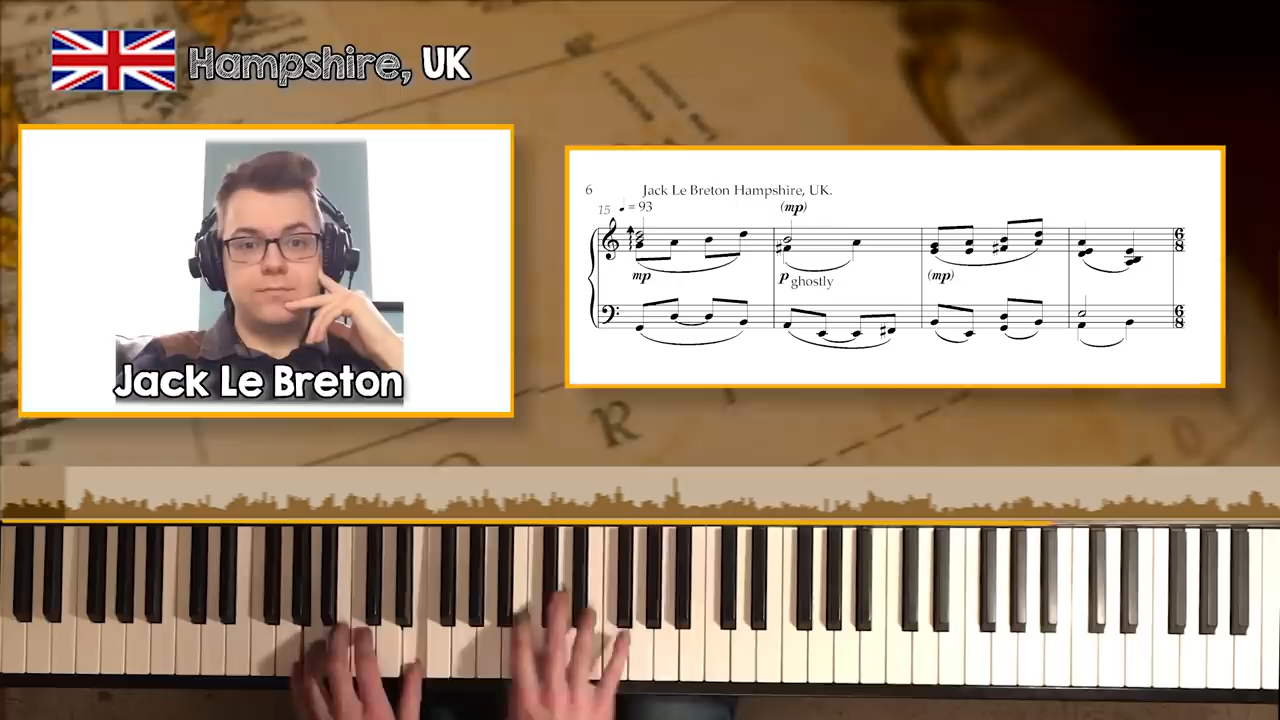 Hampshire, UK
Jack Le Breton
6 Jack Le Breton Hampshire, UK.
15 ♩ = 93 (mp)
mp p ghostly (mp)
6
8
6
8
R